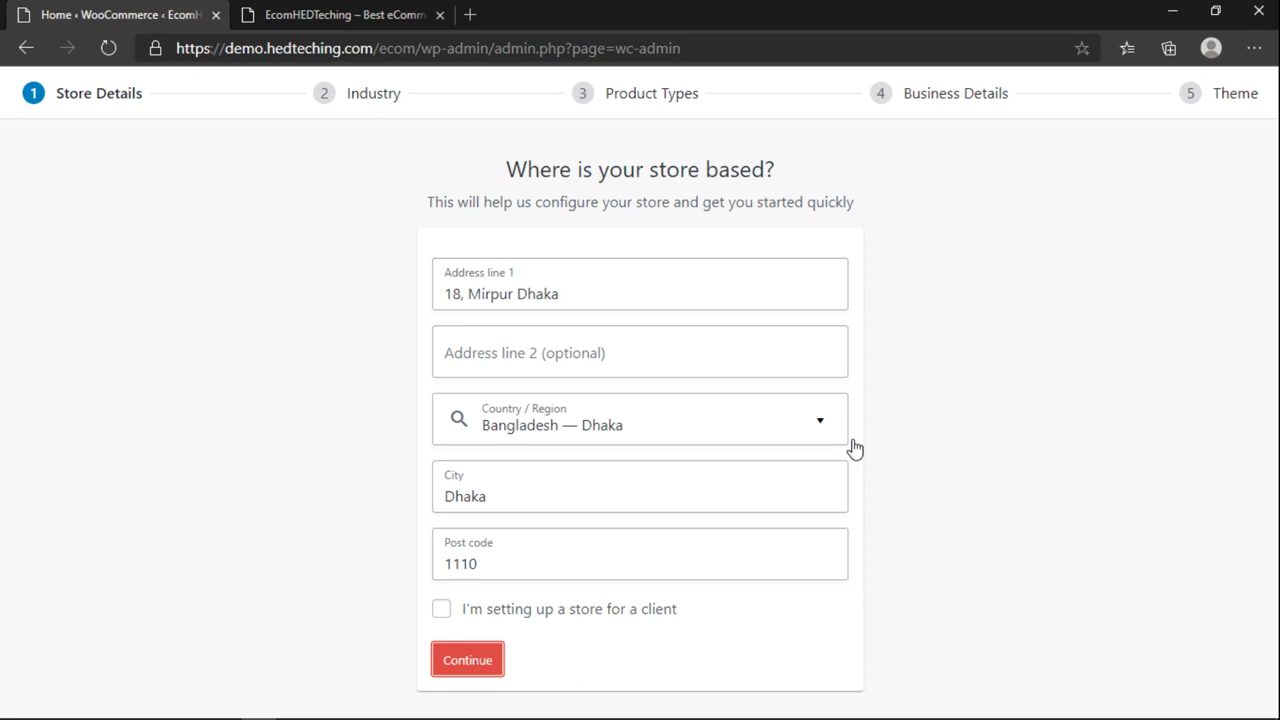 Home ‹ WooCommerce ‹ EcomH
EcomHEDTeching – Best eComm
https://demo.hedteching.com/ecom/wp-admin/admin.php?page=wc-admin
1 Store Details
2 Industry
3 Product Types
4 Business Details
5 Theme
Where is your store based?
This will help us configure your store and get you started quickly
Address line 1
18, Mirpur Dhaka
Address line 2 (optional)
Country / Region
Bangladesh — Dhaka
City
Dhaka
Post code
1110
I'm setting up a store for a client
Continue